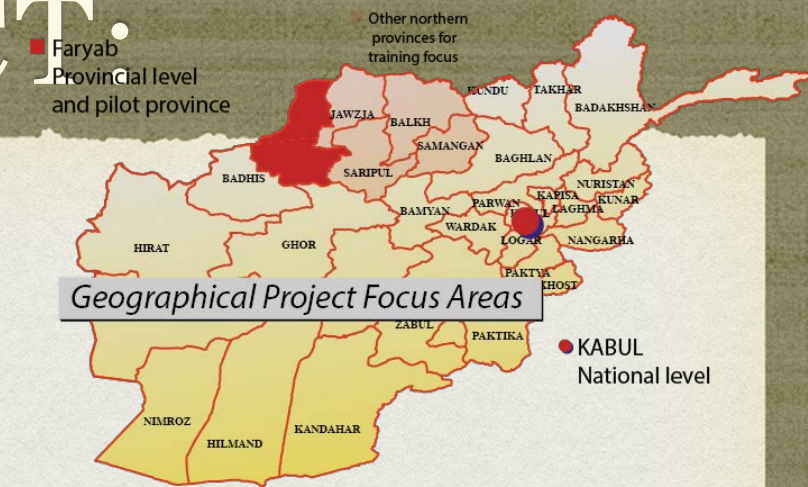 CT:
Faryab
Provincial level
and pilot province
Other northern
provinces for
training focus
KUNDU
TAKHAR
BADAKHSHAN
JAWZJA
BALKH
SAMANGAN
BAGHLAN
SARIPUL
BADHIS
NURISTAN
KAPISA
KUNAR
PARWAN
LAGHMA
BAMYAN
WARDAK
LOGAR
NANGARHA
HIRAT
GHOR
PAKTYA
KHOST
Geographical Project Focus Areas
ZABUL
PAKTIKA
KABUL
National level
NIMROZ
HILMAND
KANDAHAR